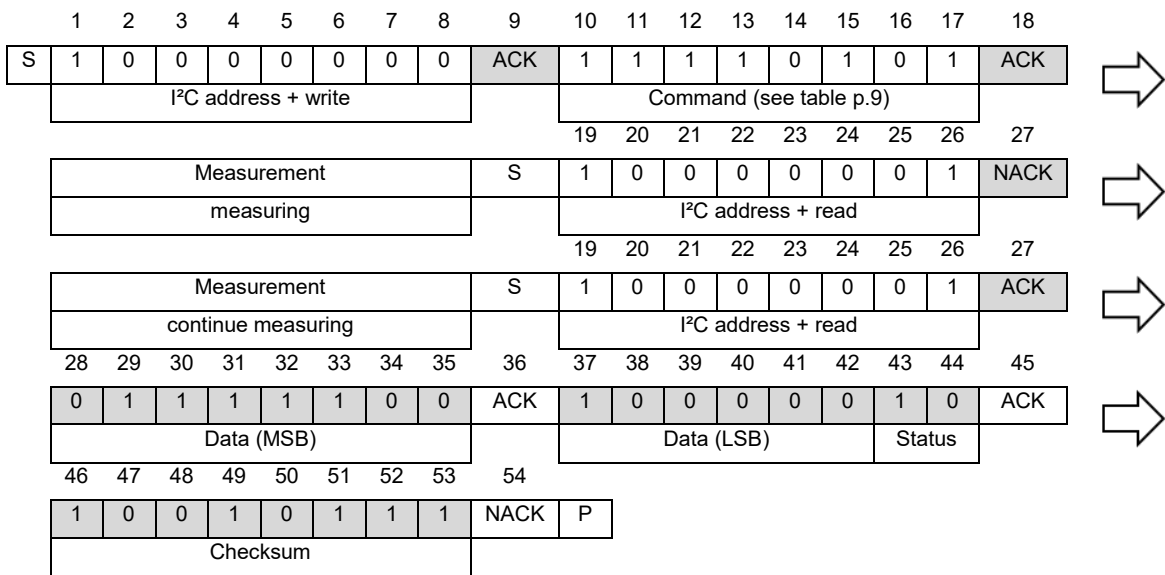 1 2 3 4 5 6 7 8 9 10 11 12 13 14 15 16 17 18
S 1 0 0 0 0 0 0 0 ACK 1 1 1 1 0 1 0 1 ACK
I²C address + write Command (see table p.9)
19 20 21 22 23 24 25 26 27
Measurement S 1 0 0 0 0 0 0 1 NACK
measuring I²C address + read
19 20 21 22 23 24 25 26 27
Measurement S 1 0 0 0 0 0 0 1 ACK
continue measuring I²C address + read
28 29 30 31 32 33 34 35 36 37 38 39 40 41 42 43 44 45
0 1 1 1 1 1 0 0 ACK 1 0 0 0 0 0 1 0 ACK
Data (MSB) Data (LSB) Status
46 47 48 49 50 51 52 53 54
1 0 0 1 0 1 1 1 NACK P
Checksum